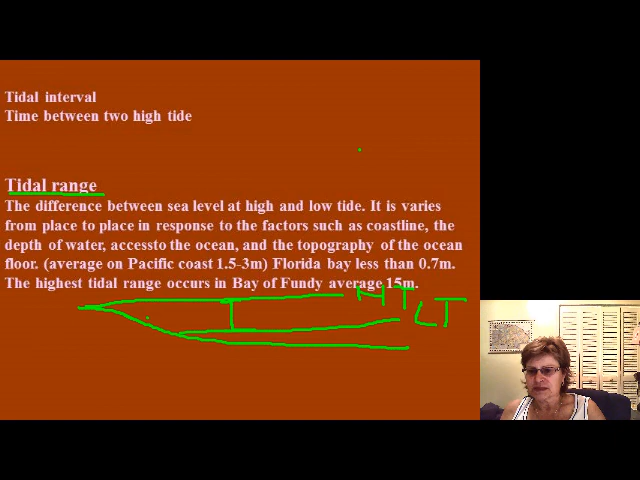 Tidal interval
Time between two high tide
Tidal range
The difference between sea level at high and low tide. It is varies
from place to place in response to the factors such as coastline, the
depth of water, accessto the ocean, and the topography of the ocean
floor. (average on Pacific coast 1.5-3m) Florida bay less than 0.7m.
The highest tidal range occurs in Bay of Fundy average 15m.
HT
LT